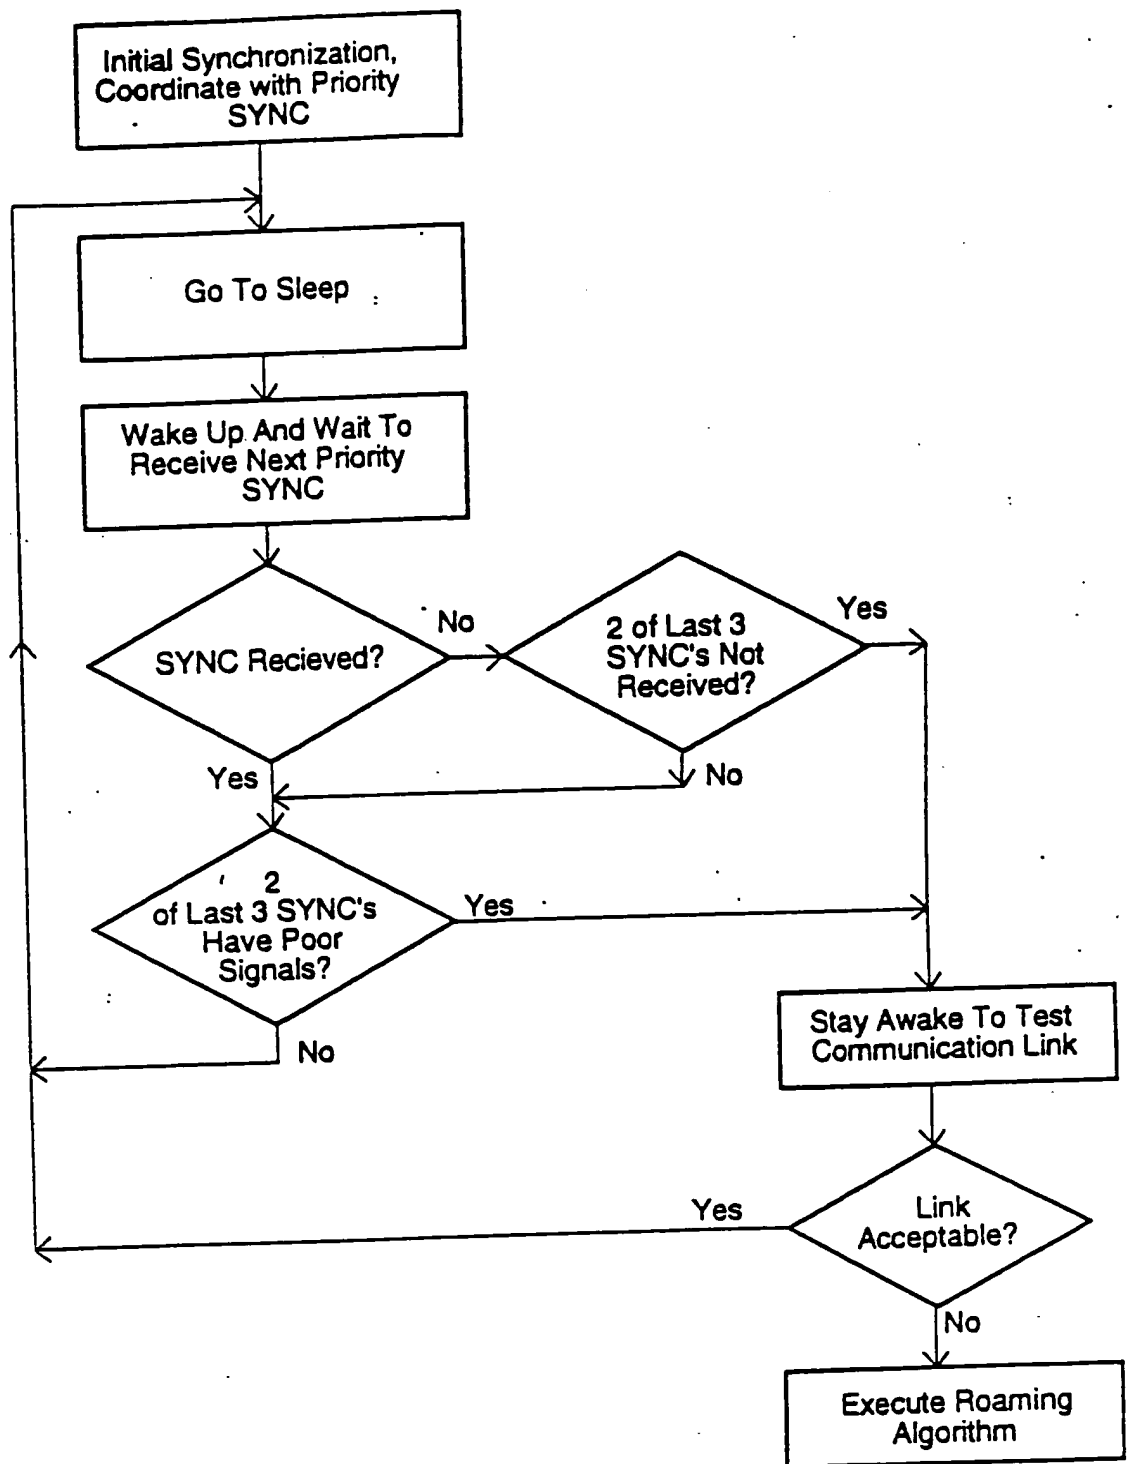 Initial Synchronization,
Coordinate with Priority
SYNC
Go To Sleep
Wake Up And Wait To
Receive Next Priority
SYNC
SYNC Recieved?
No
2 of Last 3
SYNC's Not
Received?
Yes
Yes
No
2
of Last 3 SYNC's
Have Poor
Signals?
Yes
No
Stay Awake To Test
Communication Link
Link
Acceptable?
Yes
No
Execute Roaming
Algorithm